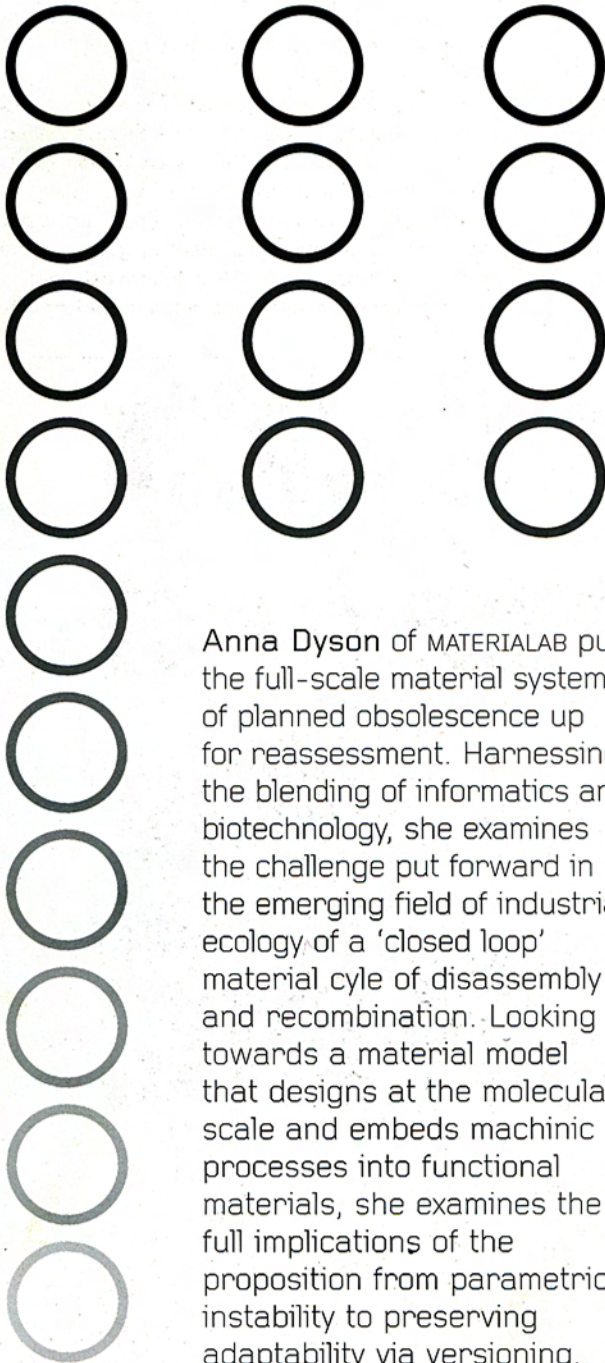 Anna Dyson of MATERIALAB pu
the full-scale material system
of planned obsolescence up
for reassessment. Harnessing
the blending of informatics an
biotechnology, she examines
the challenge put forward in
the emerging field of industria
ecology of a ‘closed loop’
material cyle of disassembly
and recombination. Looking
towards a material model
that designs at the molecula
scale and embeds machinic
processes into functional
materials, she examines the
full implications of the
proposition from parametric
instability to preserving
adaptability via versioning.